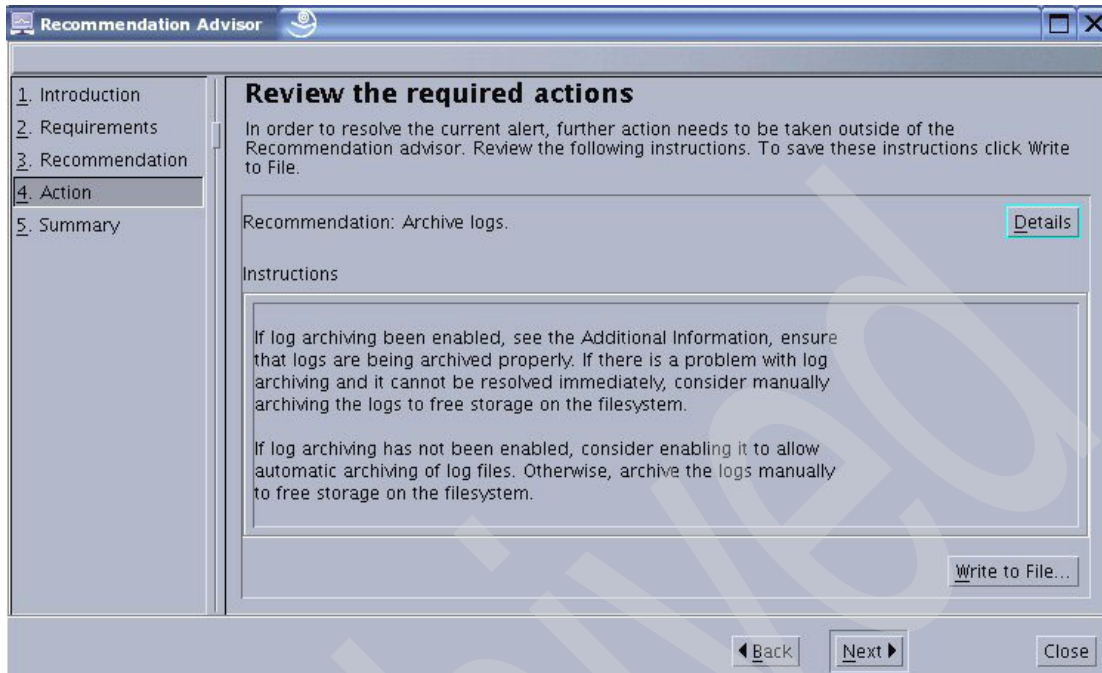 Recommendation Advisor
1. Introduction
2. Requirements
3. Recommendation
4. Action
5. Summary
Review the required actions
In order to resolve the current alert, further action needs to be taken outside of the
Recommendation advisor. Review the following instructions. To save these instructions click Write
to File.
Recommendation: Archive logs.
Details
Instructions
If log archiving been enabled, see the Additional Information, ensure
that logs are being archived properly. If there is a problem with log
archiving and it cannot be resolved immediately, consider manually
archiving the logs to free storage on the filesystem.
If log archiving has not been enabled, consider enabling it to allow
automatic archiving of log files. Otherwise, archive the logs manually
to free storage on the filesystem.
Write to File...
Back
Next
Close